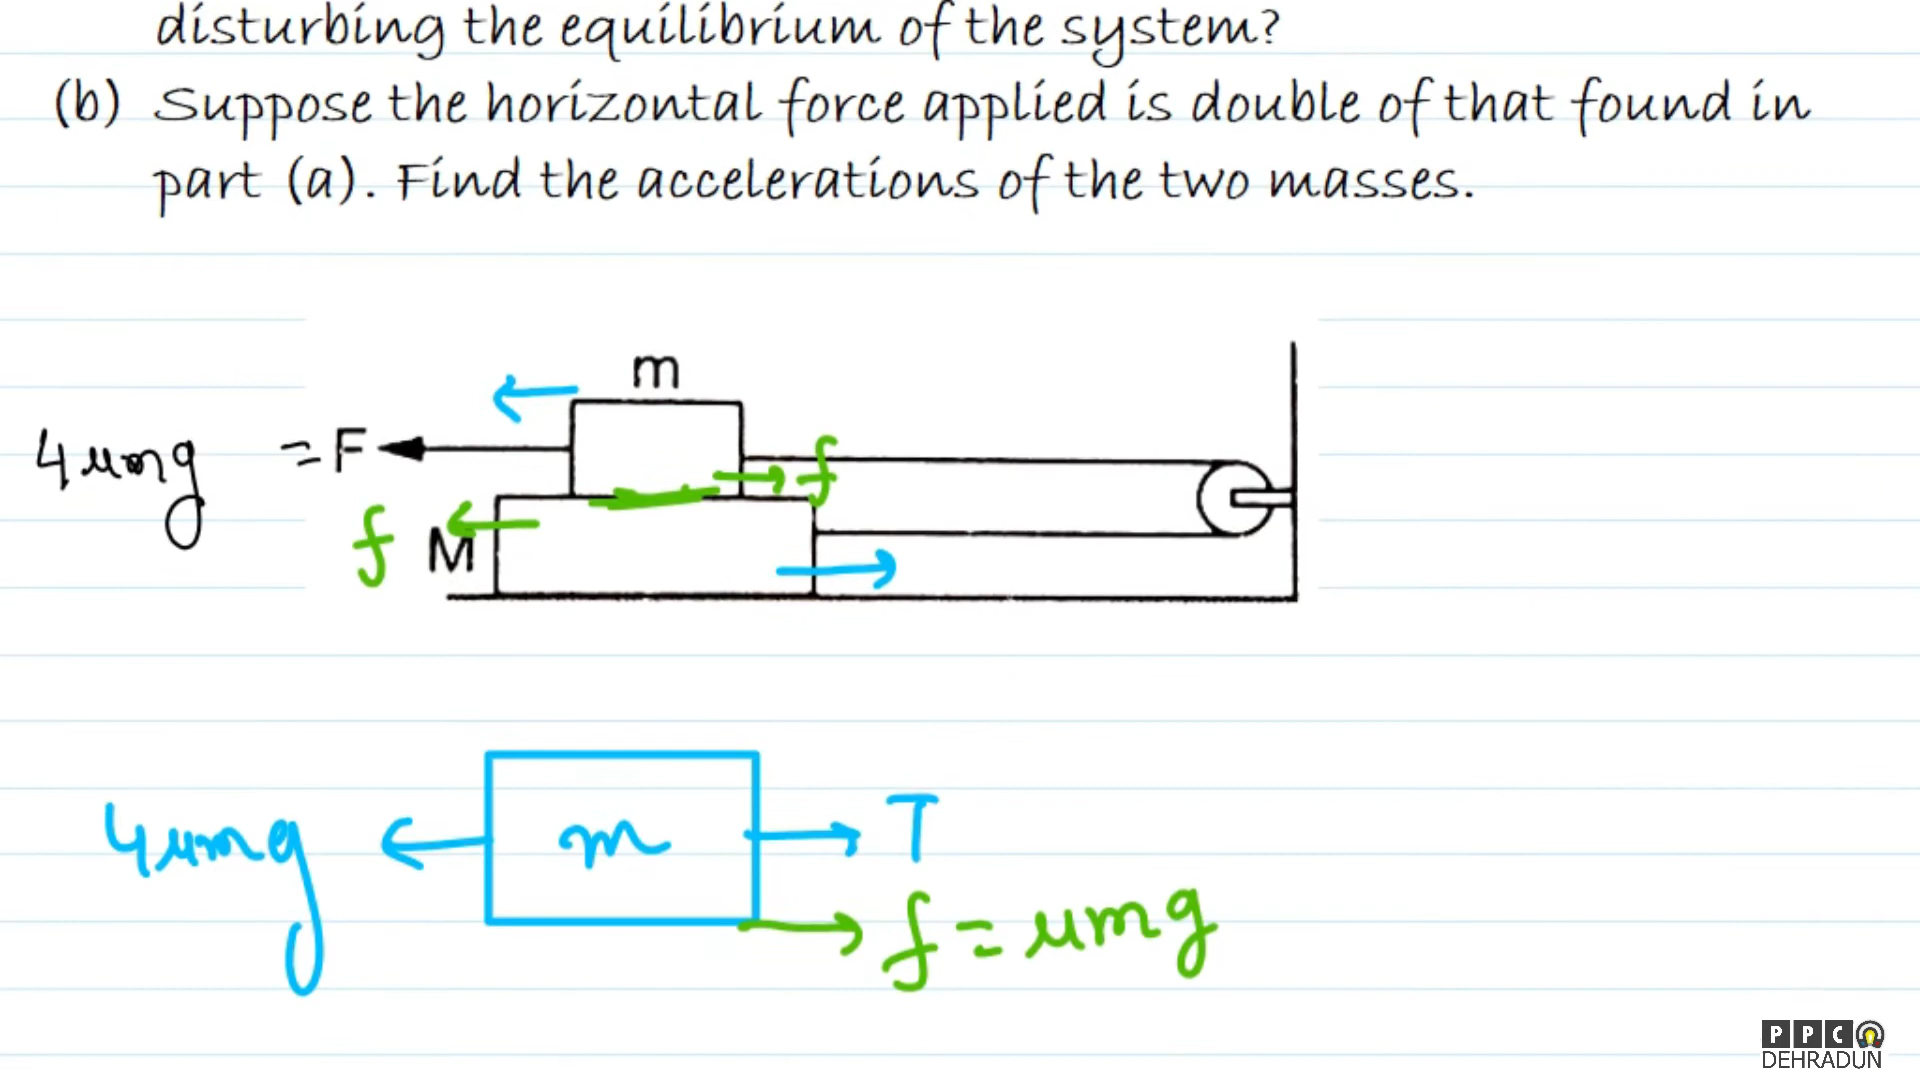 disturbing the equilibrium of the system?
(b) Suppose the horizontal force applied is double of that found in
part (a). Find the accelerations of the two masses.
m
4μmg = F
f
f M
4μmg m T
f = μmg
PPC
DEHRADUN